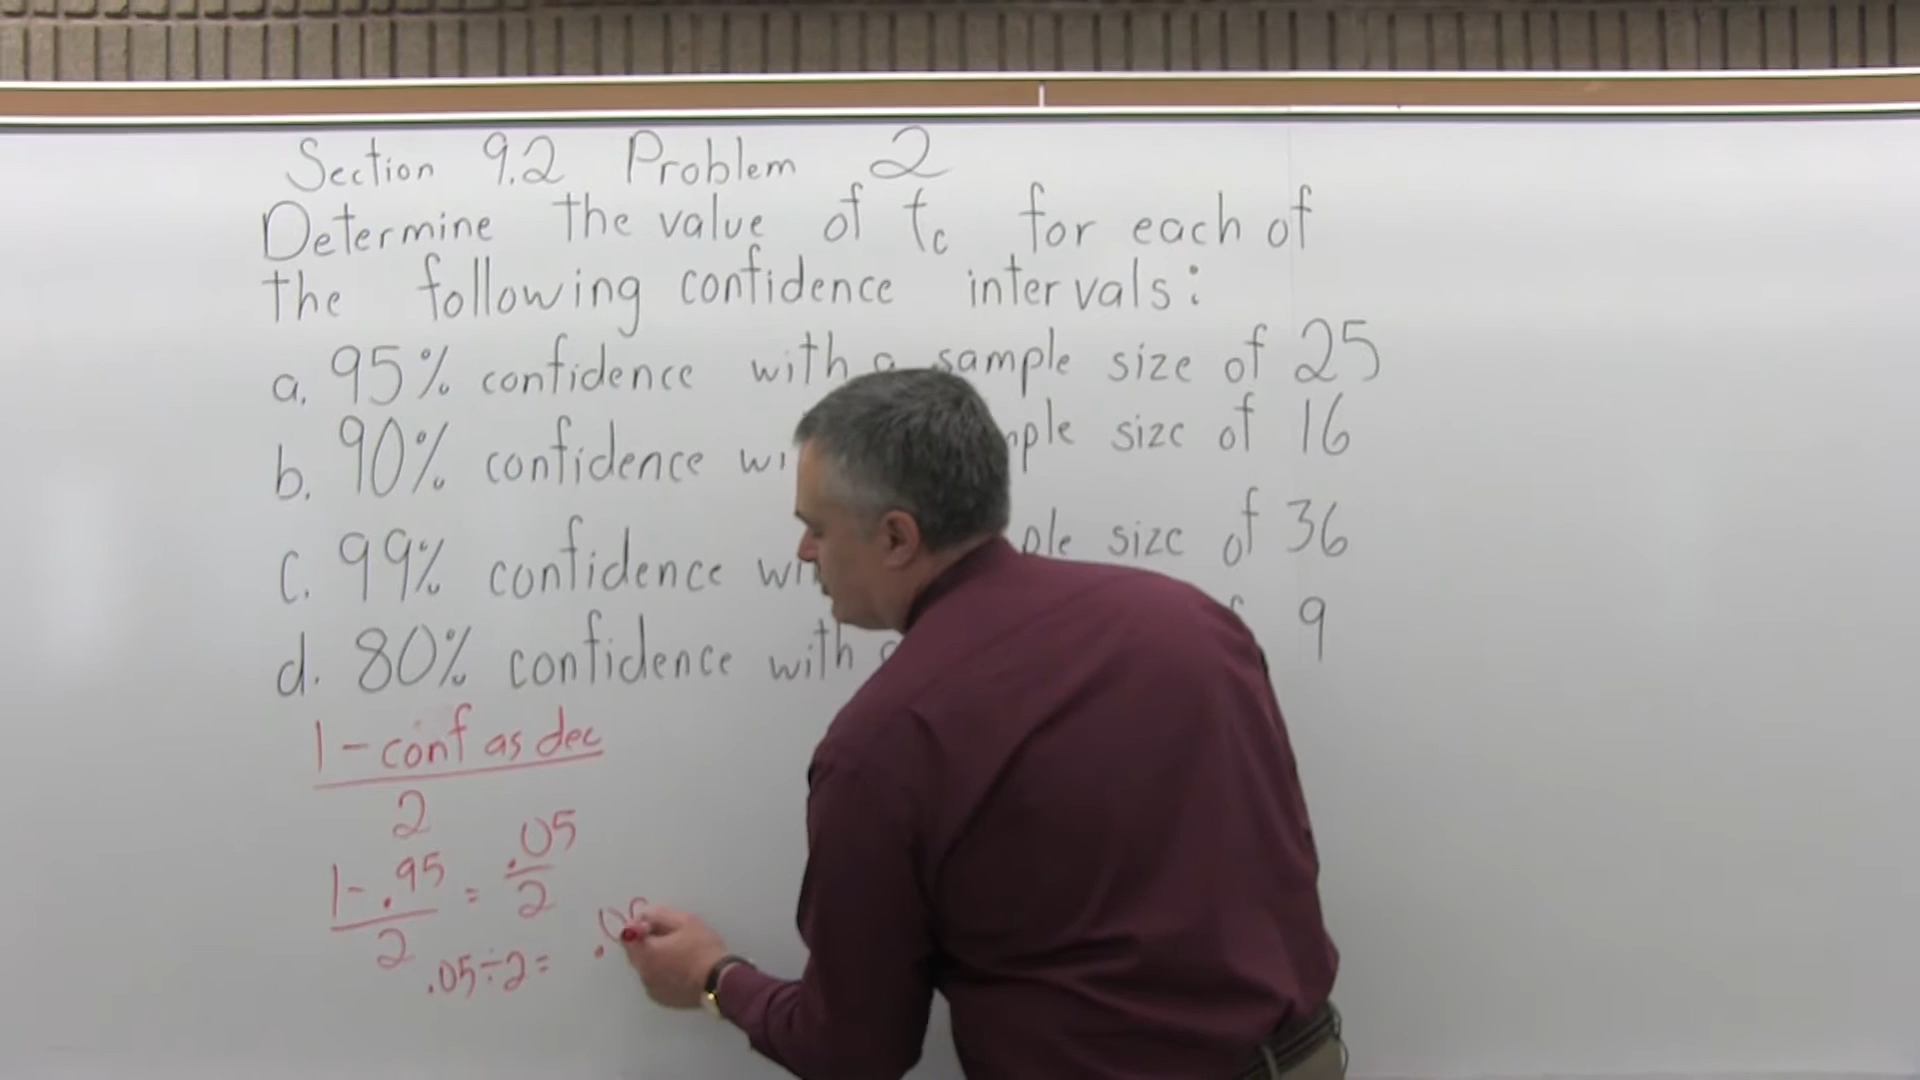 Section 9.2 Problem 2
Determine the value of tc for each of
the following confidence intervals:
a. 95% confidence with a sample size of 25
b. 90% confidence size of 16
c. 99% confidence size of 36
d. 80% confidence with 9
1 - conf as dec
2
1 - .95 = .05
2 2
.05 ÷ 2 = .0